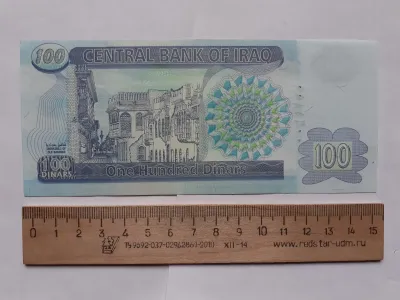 100
CENTRAL BANK OF IRAQ
100
DINARS
One Hundred Dinars
100
0 1 2 3 4 5 6 7 8 9 10 11 12 13 14 15
XII-14
www.rudstar-udm.ru